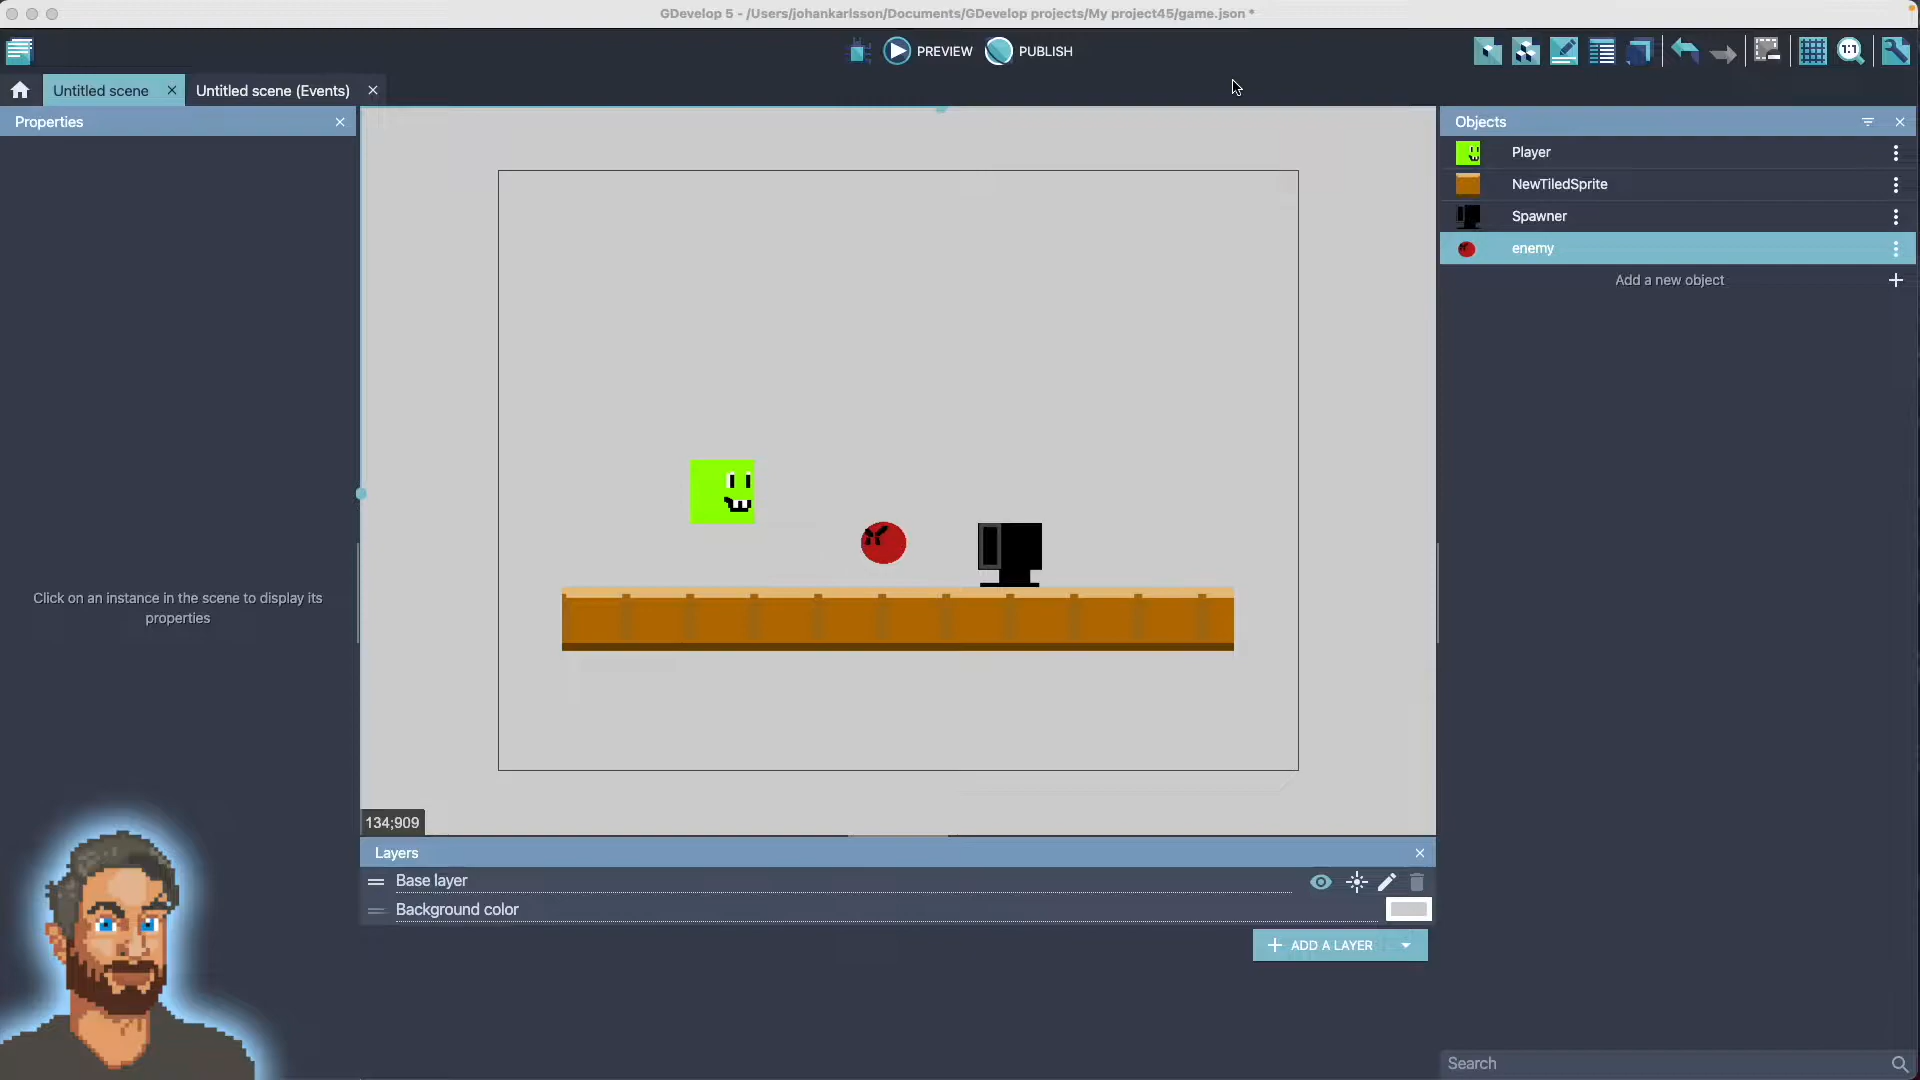 GDevelop 5 - /Users/johankarlsson/Documents/GDevelop projects/My project45/game.json *
PREVIEW
PUBLISH
1:1
Untitled scene
Untitled scene (Events)
Properties
Objects
Player
NewTiledSprite
Spawner
enemy
Add a new object
Click on an instance in the scene to display its
properties
134;909
Layers
Base layer
Background color
ADD A LAYER
Search